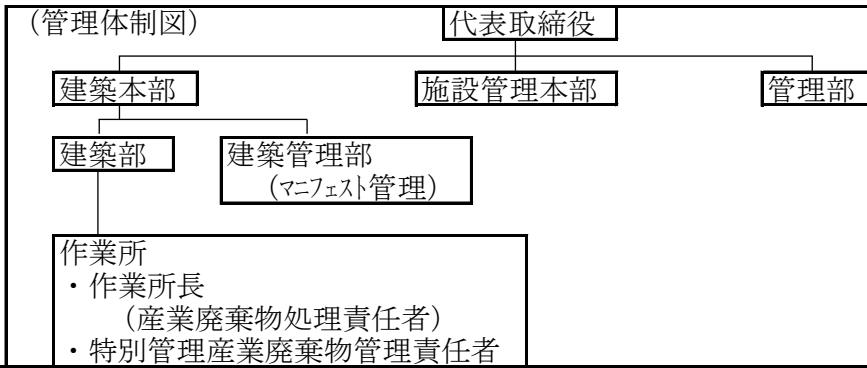 (管理体制図)
代表取締役
建築本部
施設管理本部
管理部
建築部
建築管理部
(ﾏﾆﾌｪｽﾄ管理)
作業所
・作業所長
(産業廃棄物処理責任者)
・特別管理産業廃棄物管理責任者